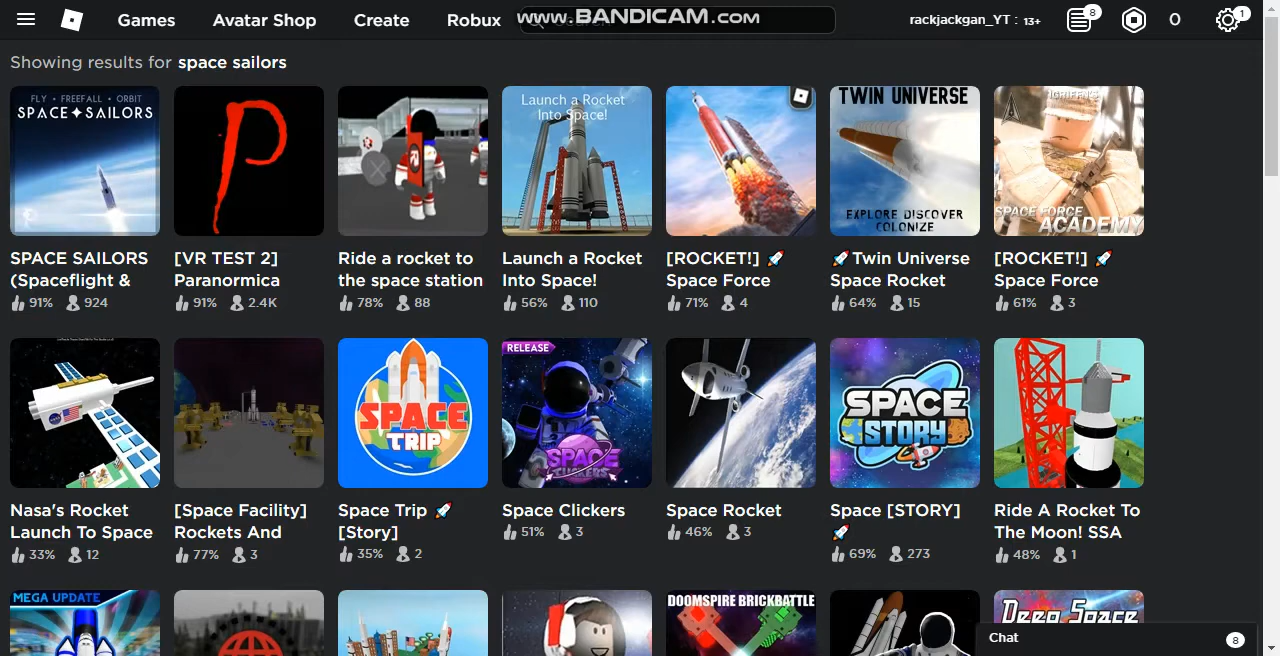 Games
Avatar Shop
Create
Robux
www.BANDICAM.com
rackjackgan_YT : 13+
8
0
1
Showing results for space sailors
FLY • FREEFALL • ORBIT
SPACE✦SAILORS
P
Launch a Rocket
Into Space!
TWIN UNIVERSE
EXPLORE DISCOVER
COLONIZE
SPACE FORCE
ACADEMY
SPACE SAILORS
(Spaceflight &
91% 924
[VR TEST 2]
Paranormica
91% 2.4K
Ride a rocket to
the space station
78% 88
Launch a Rocket
Into Space!
56% 110
[ROCKET!] 🚀
Space Force
71% 4
🚀Twin Universe
Space Rocket
64% 15
[ROCKET!] 🚀
Space Force
61% 3
NASA
SPACE
TRIP
RELEASE
SPACE
CLICKERS
SPACE
STORY
Nasa's Rocket
Launch To Space
33% 12
[Space Facility]
Rockets And
77% 3
Space Trip 🚀
[Story]
35% 2
Space Clickers
51% 3
Space Rocket
46% 3
Space [STORY]
🚀
69% 273
Ride A Rocket To
The Moon! SSA
48% 1
MEGA UPDATE
DOOMSPIRE BRICKBATTLE
Deep Space
Chat
8